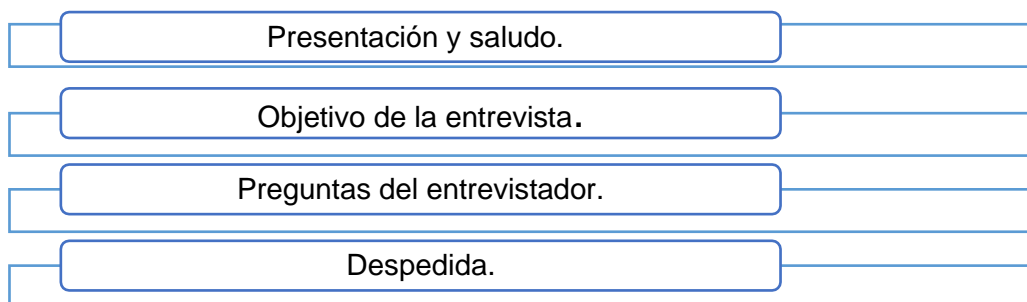 Presentación y saludo.
Objetivo de la entrevista.
Preguntas del entrevistador.
Despedida.